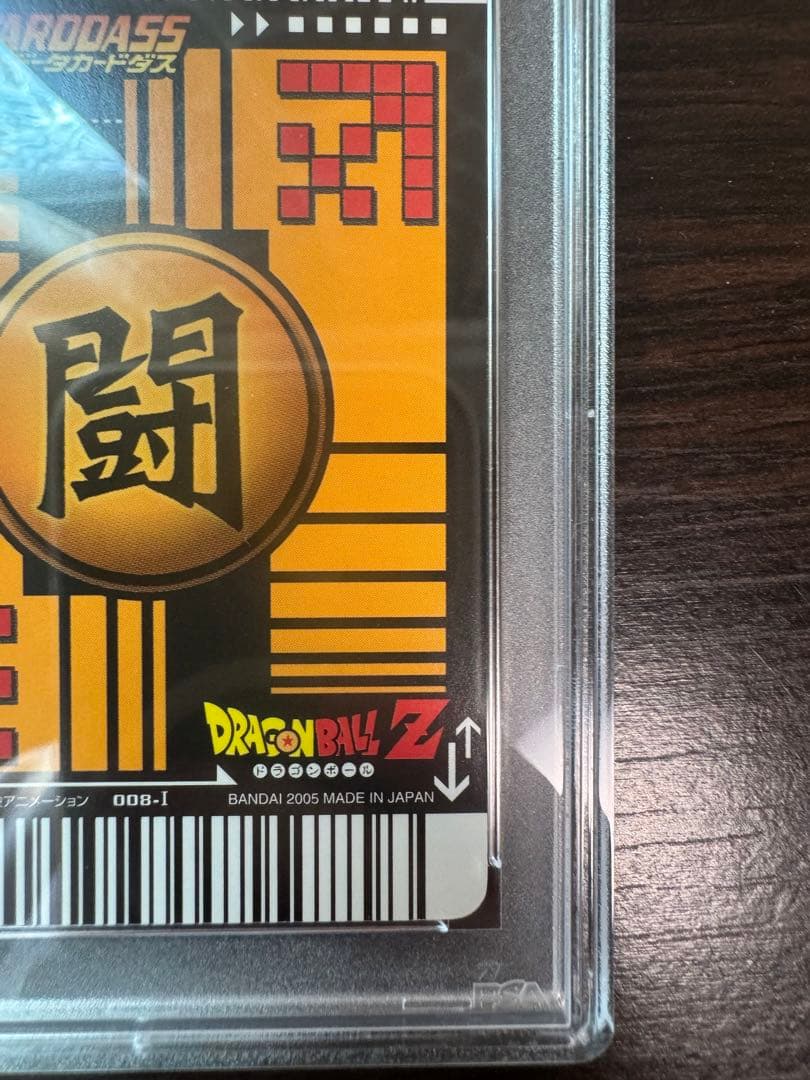 ARDDASS
ータカードダス
闘
DRAGONBALL Z
ドラゴンボール
アニメーション 008-I
BANDAI 2005 MADE IN JAPAN
PSA